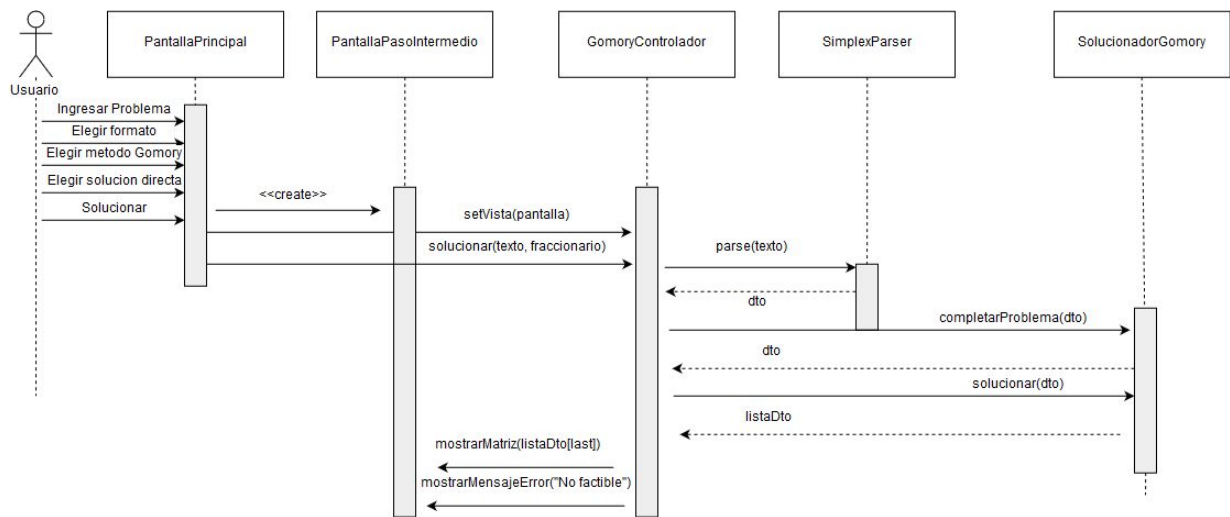 PantallaPrincipal
PantallaPasoIntermedio
GomoryControlador
SimplexParser
SolucionadorGomory
Usuario
Ingresar Problema
Elegir formato
Elegir metodo Gomory
Elegir solucion directa
Solucionar
<<create>>
setVista(pantalla)
solucionar(texto, fraccionario)
parse(texto)
dto
completarProblema(dto)
dto
solucionar(dto)
listaDto
mostrarMatriz(listaDto[last])
mostrarMensajeError("No factible")